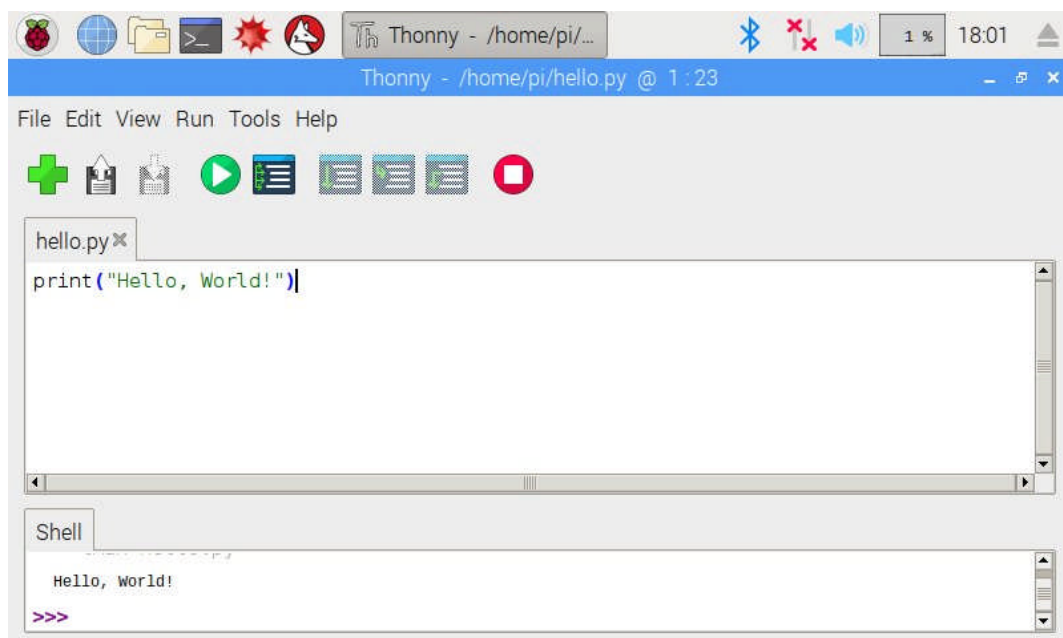 Thonny - /home/pi/...
1 %
18:01
Thonny - /home/pi/hello.py @ 1:23
File Edit View Run Tools Help
hello.py
print("Hello, World!")
Shell
Hello, World!
>>>